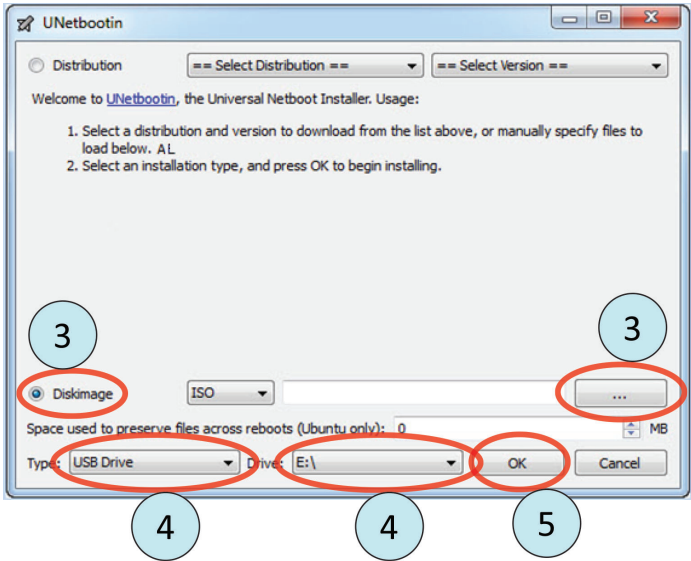 UNetbootin
Distribution == Select Distribution == == Select Version ==
Welcome to UNetbootin, the Universal Netboot Installer. Usage:
1. Select a distribution and version to download from the list above, or manually specify files to
load below. AL
2. Select an installation type, and press OK to begin installing.
3 3
Diskimage ISO ...
Space used to preserve files across reboots (Ubuntu only): 0 MB
Type: USB Drive Drive: E:\ OK Cancel
4 4 5